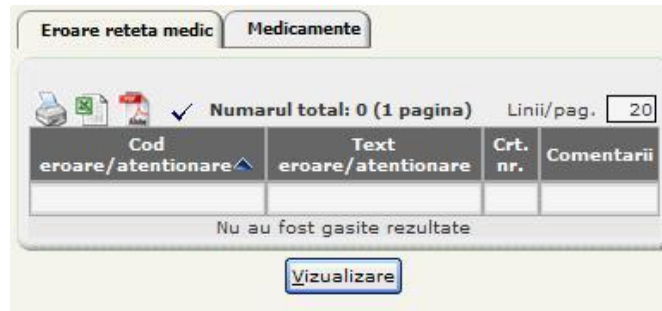 Eroare reteta medic Medicamente
Numarul total: 0 (1 pagina) Linii/pag. 20
Cod eroare/atentionare Text eroare/atentionare Crt. nr. Comentarii
Nu au fost gasite rezultate
Vizualizare